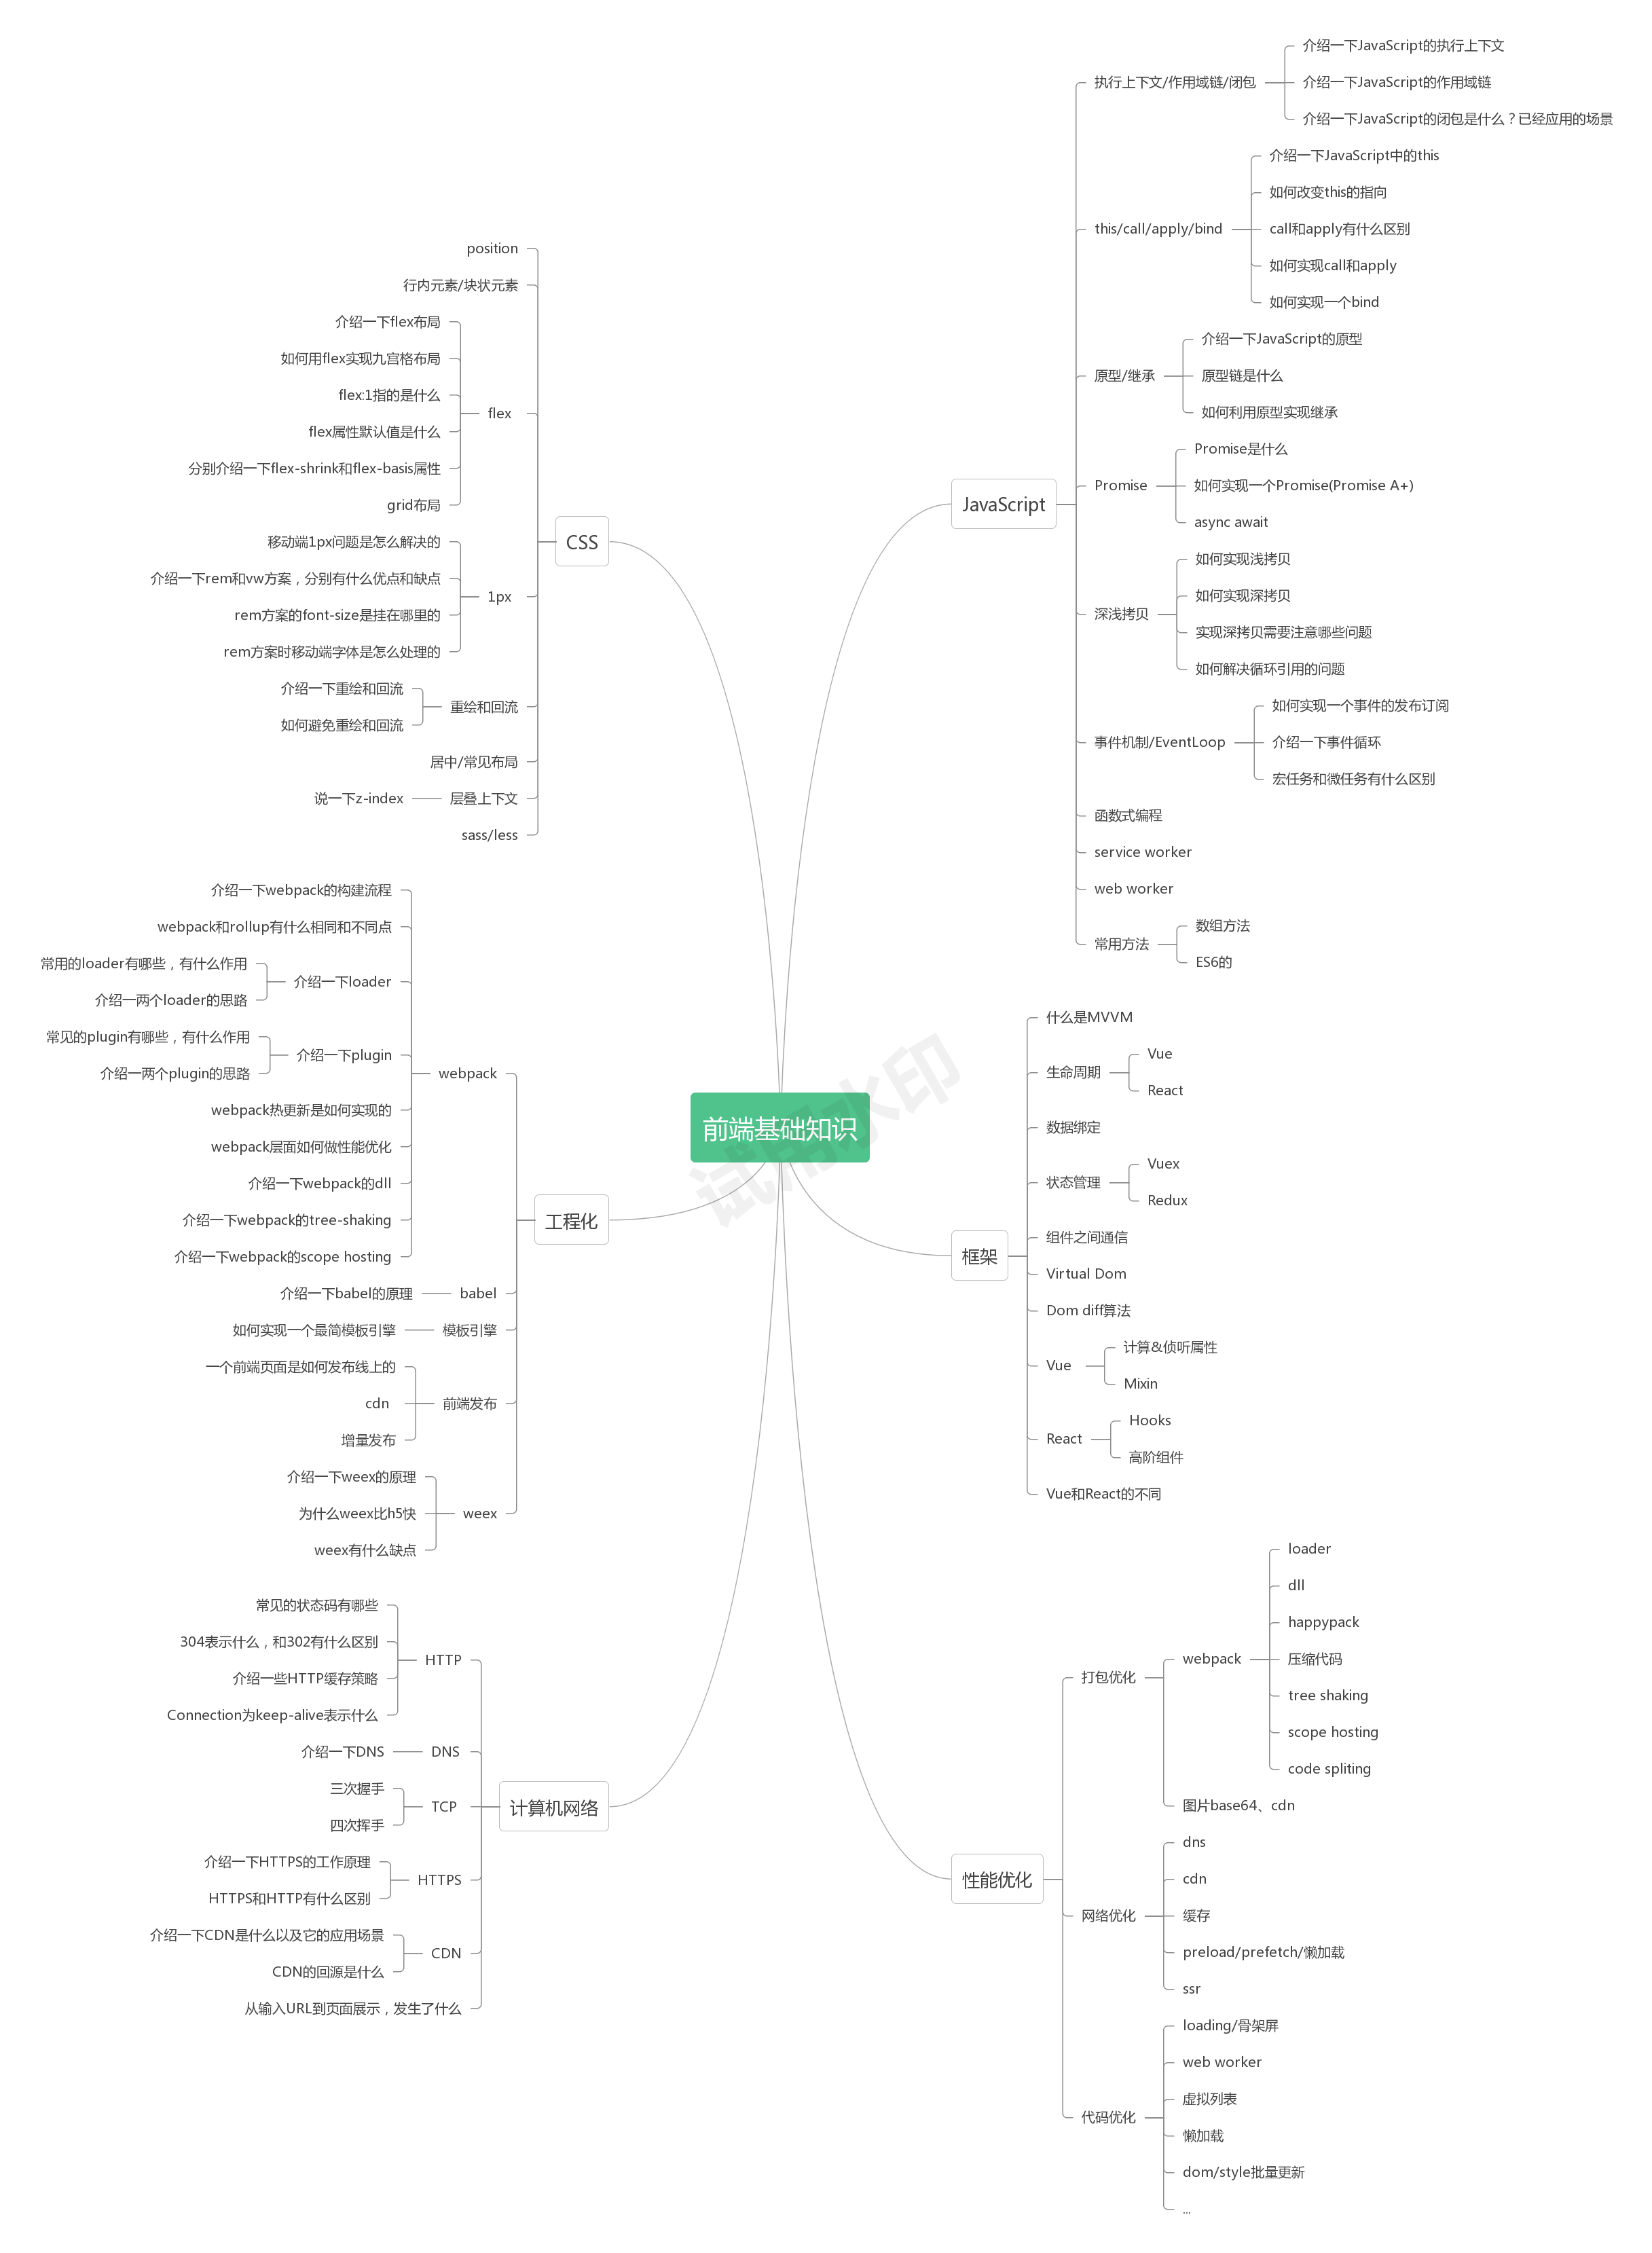 前端基础知识
试用水印
JavaScript
执行上下文/作用域链/闭包
介绍一下JavaScript的执行上下文
介绍一下JavaScript的作用域链
介绍一下JavaScript的闭包是什么？已经应用的场景
this/call/apply/bind
介绍一下JavaScript中的this
如何改变this的指向
call和apply有什么区别
如何实现call和apply
如何实现一个bind
原型/继承
介绍一下JavaScript的原型
原型链是什么
如何利用原型实现继承
Promise
Promise是什么
如何实现一个Promise(Promise A+)
async await
深浅拷贝
如何实现浅拷贝
如何实现深拷贝
实现深拷贝需要注意哪些问题
如何解决循环引用的问题
事件机制/EventLoop
如何实现一个事件的发布订阅
介绍一下事件循环
宏任务和微任务有什么区别
函数式编程
service worker
web worker
常用方法
数组方法
ES6的
框架
什么是MVVM
生命周期
Vue
React
数据绑定
状态管理
Vuex
Redux
组件之间通信
Virtual Dom
Dom diff算法
Vue
计算&侦听属性
Mixin
React
Hooks
高阶组件
Vue和React的不同
性能优化
打包优化
webpack
loader
dll
happypack
压缩代码
tree shaking
scope hosting
code spliting
图片base64、cdn
网络优化
dns
cdn
缓存
preload/prefetch/懒加载
ssr
代码优化
loading/骨架屏
web worker
虚拟列表
懒加载
dom/style批量更新
...
CSS
position
行内元素/块状元素
flex
介绍一下flex布局
如何用flex实现九宫格布局
flex:1指的是什么
flex属性默认值是什么
分别介绍一下flex-shrink和flex-basis属性
grid布局
1px
移动端1px问题是怎么解决的
介绍一下rem和vw方案，分别有什么优点和缺点
rem方案的font-size是挂在哪里的
rem方案时移动端字体是怎么处理的
重绘和回流
介绍一下重绘和回流
如何避免重绘和回流
居中/常见布局
层叠上下文
说一下z-index
sass/less
工程化
webpack
介绍一下webpack的构建流程
webpack和rollup有什么相同和不同点
介绍一下loader
常用的loader有哪些，有什么作用
介绍一两个loader的思路
介绍一下plugin
常见的plugin有哪些，有什么作用
介绍一两个plugin的思路
webpack热更新是如何实现的
webpack层面如何做性能优化
介绍一下webpack的dll
介绍一下webpack的tree-shaking
介绍一下webpack的scope hosting
babel
介绍一下babel的原理
模板引擎
如何实现一个最简模板引擎
前端发布
一个前端页面是如何发布线上的
cdn
增量发布
weex
介绍一下weex的原理
为什么weex比h5快
weex有什么缺点
计算机网络
HTTP
常见的状态码有哪些
304表示什么，和302有什么区别
介绍一些HTTP缓存策略
Connection为keep-alive表示什么
DNS
介绍一下DNS
TCP
三次握手
四次挥手
HTTPS
介绍一下HTTPS的工作原理
HTTPS和HTTP有什么区别
CDN
介绍一下CDN是什么以及它的应用场景
CDN的回源是什么
从输入URL到页面展示，发生了什么